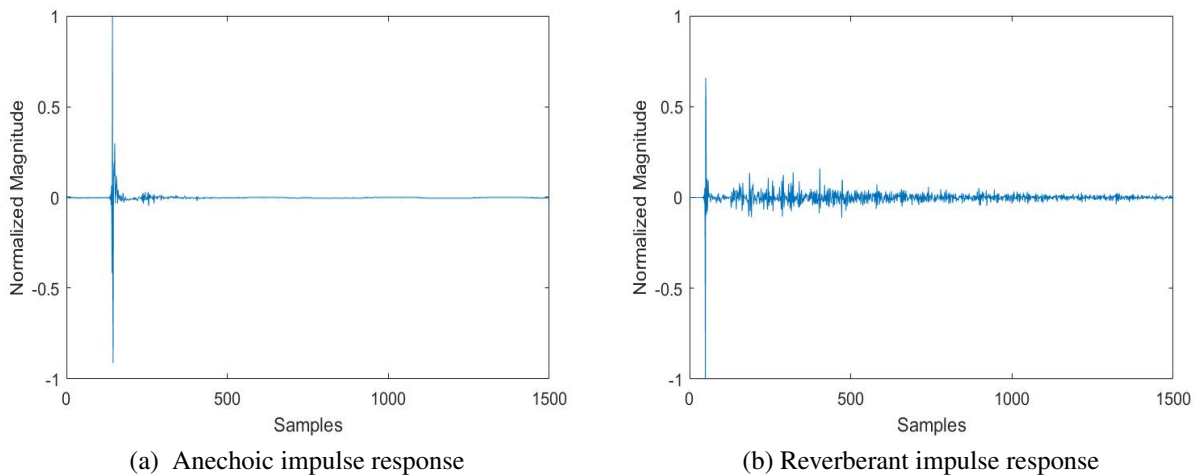 1
0.5
0
-0.5
-1
Normalized Magnitude
0 500 1000 1500
Samples
(a) Anechoic impulse response
1
0.5
0
-0.5
-1
Normalized Magnitude
0 500 1000 1500
Samples
(b) Reverberant impulse response